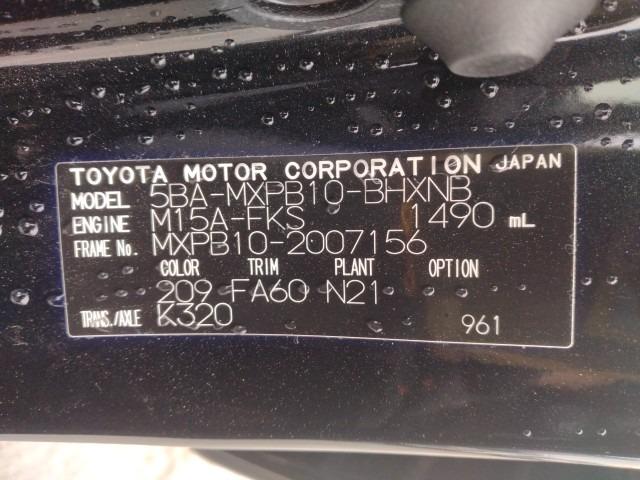 TOYOTA MOTOR CORPORATION JAPAN
MODEL 5BA-MXPB10-BHXNB
ENGINE M15A-FKS 1490 mL
FRAME No. MXPB10-2007156
COLOR TRIM PLANT OPTION
209 FA60 N21
TRANS./AXLE K320
961